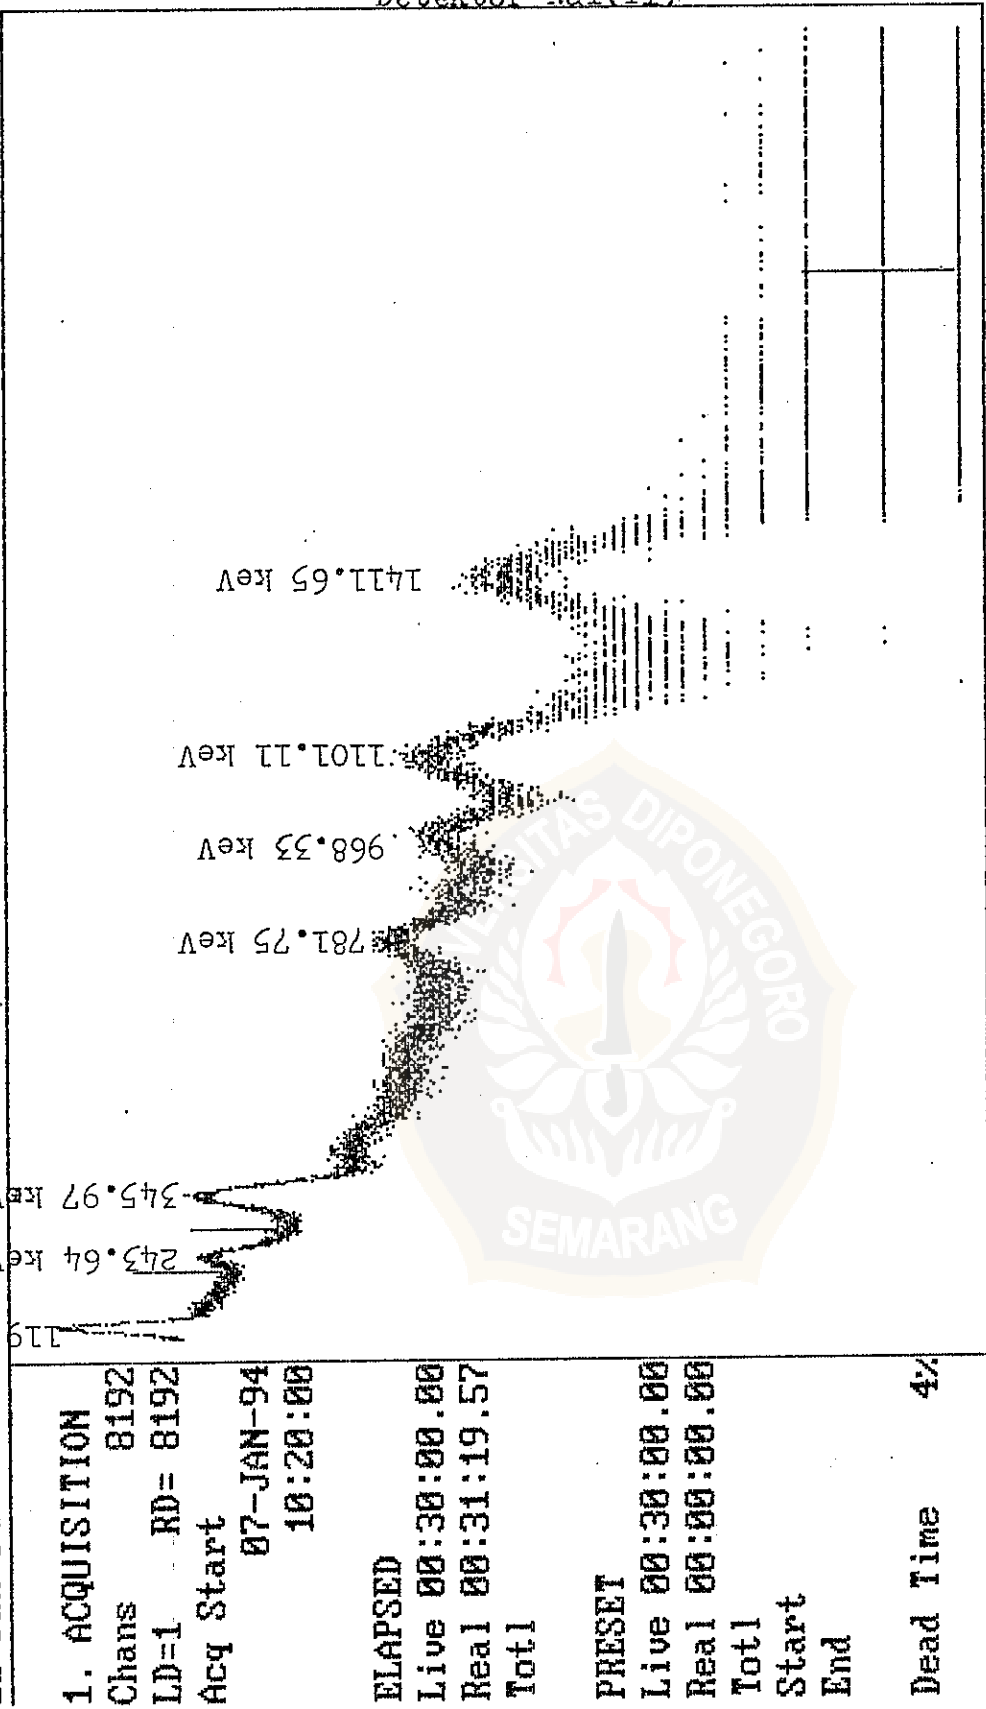 1. ACQUISITION
Chans 8192
LD=1 RD= 8192
Acq Start
07-JAN-94
10:20:00
ELAPSED
Live 00:30:00.00
Real 00:31:19.57
Totl
PRESET
Live 00:30:00.00
Real 00:00:00.00
Totl
Start
End
Dead Time 4%
119
243.64 ke
345.97 keV
781.75 keV
968.33 keV
1101.11 keV
1411.65 keV
DIPONEGORO
SEMARANG